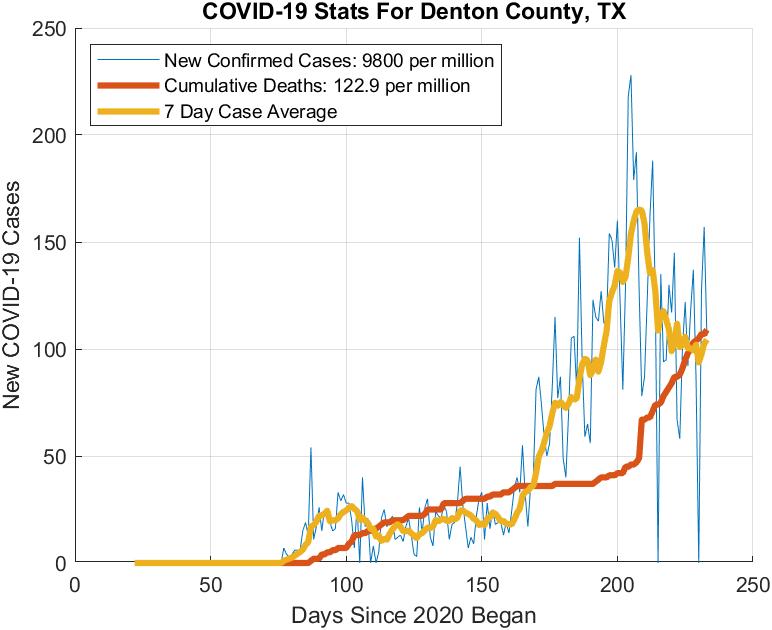 COVID-19 Stats For Denton County, TX
New Confirmed Cases: 9800 per million
Cumulative Deaths: 122.9 per million
7 Day Case Average
New COVID-19 Cases
250
200
150
100
50
0
0 50 100 150 200 250
Days Since 2020 Began